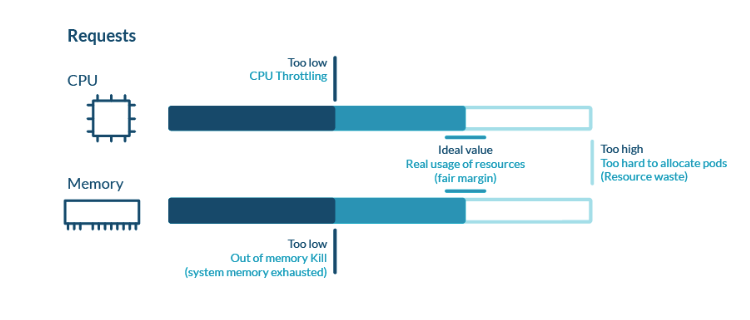 Requests
CPU
Too low
CPU Throttling
Ideal value
Real usage of resources
(fair margin)
Too high
Too hard to allocate pods
(Resource waste)
Memory
Too low
Out of memory Kill
(system memory exhausted)